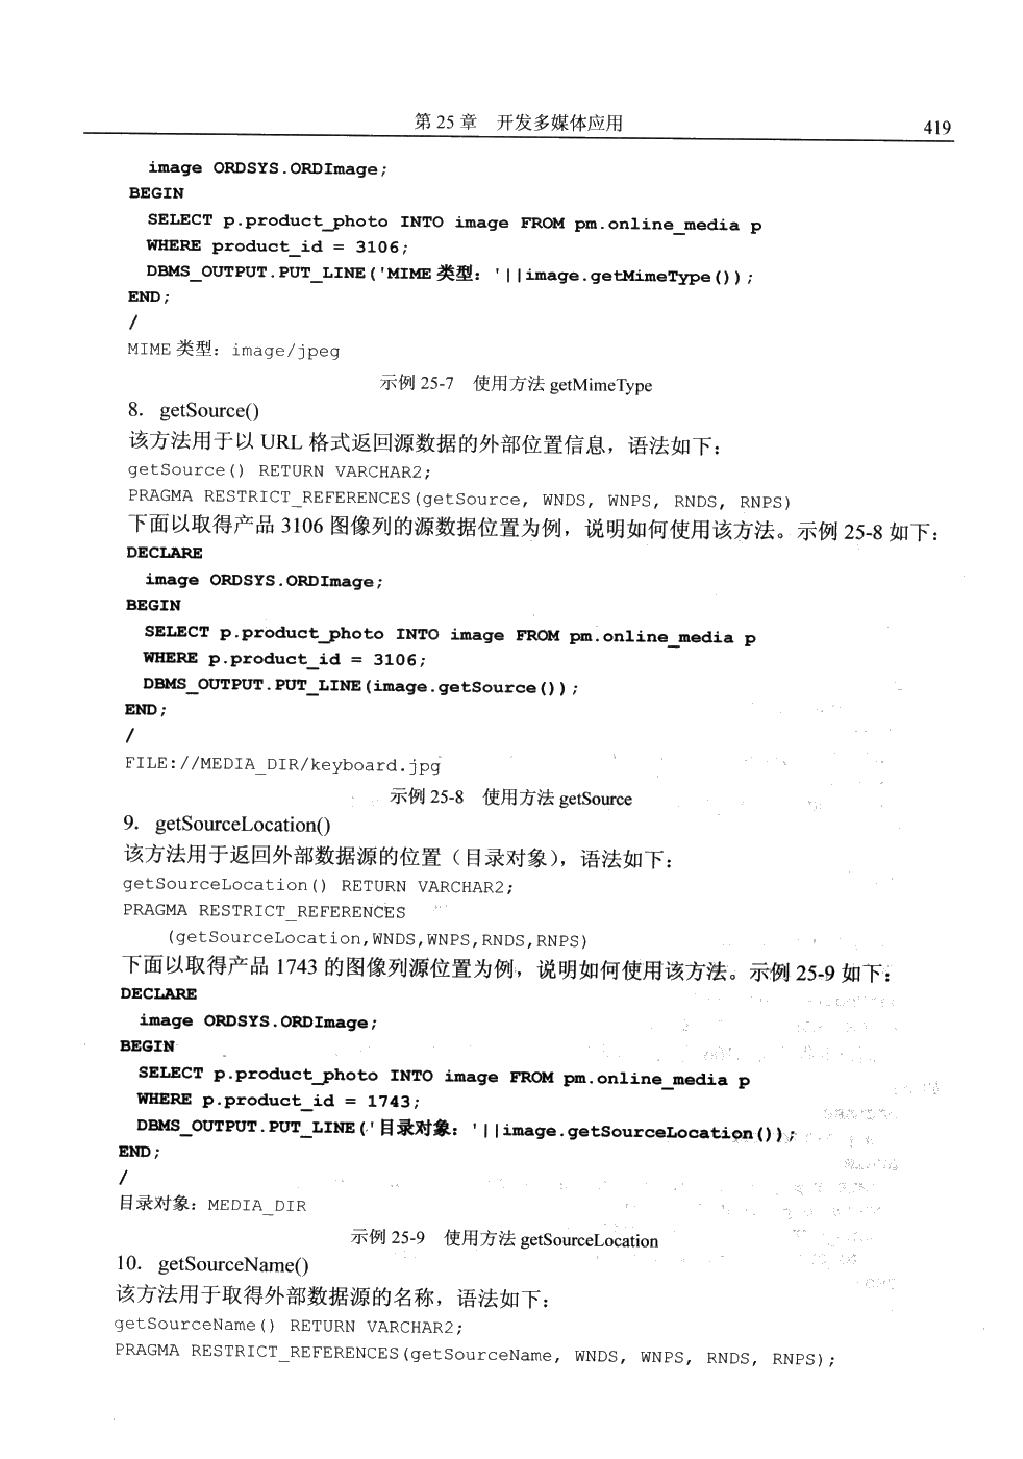 第 25 章 开发多媒体应用 419
image ORDSYS.ORDImage;
BEGIN
SELECT p.product_photo INTO image FROM pm.online_media p
WHERE product_id = 3106;
DBMS_OUTPUT.PUT_LINE('MIME 类型：'||image.getMimeType());
END;
/
MIME 类型：image/jpeg
示例 25-7 使用方法 getMimeType
8．getSource()
该方法用于以 URL 格式返回源数据的外部位置信息，语法如下：
getSource() RETURN VARCHAR2;
PRAGMA RESTRICT_REFERENCES(getSource, WNDS, WNPS, RNDS, RNPS)
下面以取得产品 3106 图像列的源数据位置为例，说明如何使用该方法。示例 25-8 如下：
DECLARE
image ORDSYS.ORDImage;
BEGIN
SELECT p.product_photo INTO image FROM pm.online_media p
WHERE p.product_id = 3106;
DBMS_OUTPUT.PUT_LINE(image.getSource());
END;
/
FILE://MEDIA_DIR/keyboard.jpg
示例 25-8 使用方法 getSource
9．getSourceLocation()
该方法用于返回外部数据源的位置（目录对象），语法如下：
getSourceLocation() RETURN VARCHAR2;
PRAGMA RESTRICT_REFERENCES
(getSourceLocation,WNDS,WNPS,RNDS,RNPS)
下面以取得产品 1743 的图像列源位置为例，说明如何使用该方法。示例 25-9 如下：
DECLARE
image ORDSYS.ORDImage;
BEGIN
SELECT p.product_photo INTO image FROM pm.online_media p
WHERE p.product_id = 1743;
DBMS_OUTPUT.PUT_LINE('目录对象：'||image.getSourceLocation());
END;
/
目录对象：MEDIA_DIR
示例 25-9 使用方法 getSourceLocation
10．getSourceName()
该方法用于取得外部数据源的名称，语法如下：
getSourceName() RETURN VARCHAR2;
PRAGMA RESTRICT_REFERENCES(getSourceName, WNDS, WNPS, RNDS, RNPS);